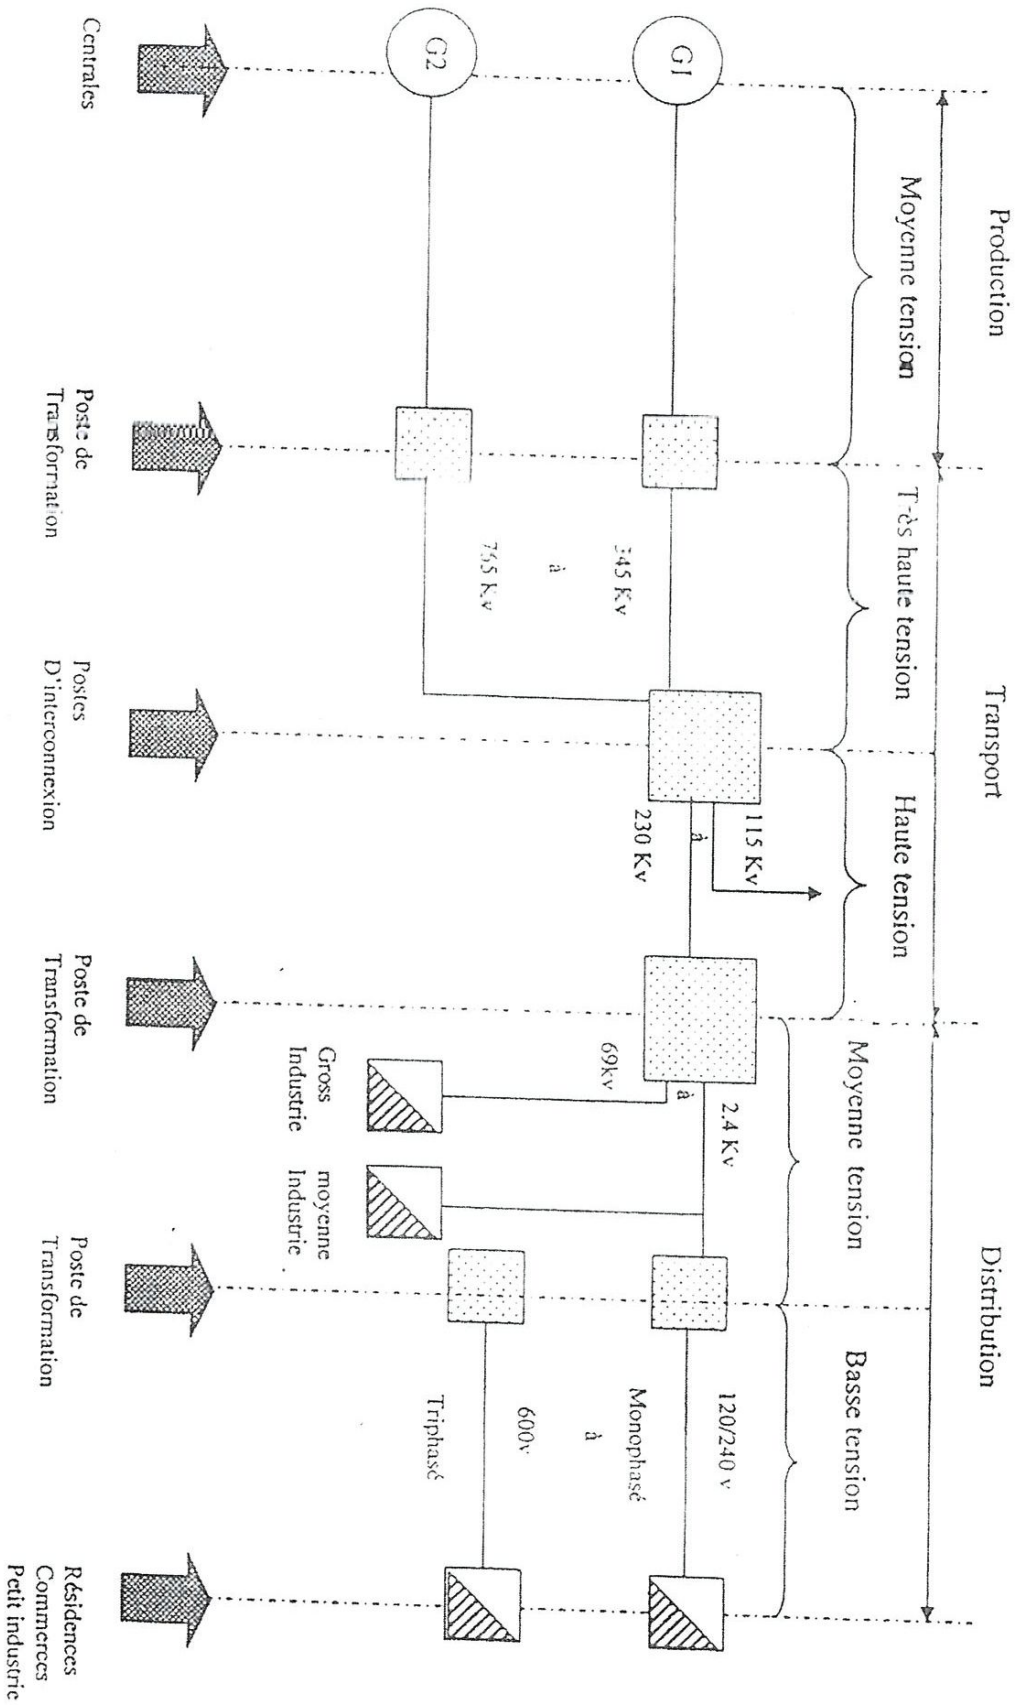 Production
Transport
Distribution
Moyenne tension
Très haute tension
Haute tension
Moyenne tension
Basse tension
G1
G2
345 Kv
à
765 Kv
115 Kv
à
230 Kv
2.4 Kv
à
69kv
120/240 v
Monophasé
à
600v
Triphasé
Gross
Industrie
moyenne
Industrie
Centrales
Poste de
Transformation
Postes
D'interconnexion
Poste de
Transformation
Poste de
Transformation
Résidences
Commerces
Petit industrie